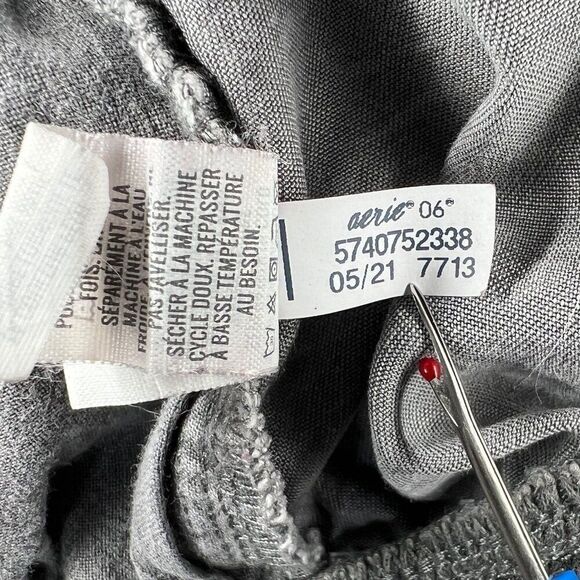 FOIS.
SÉPARÉMENT À LA
MACHINE À L'EAU
PAS JAVELLISER.
SÉCHER À LA MACHINE
CYCLE DOUX. REPASSER
À BASSE TEMPÉRATURE
AU BESOIN.
aerie® 06®
5740752338
05/21 7713